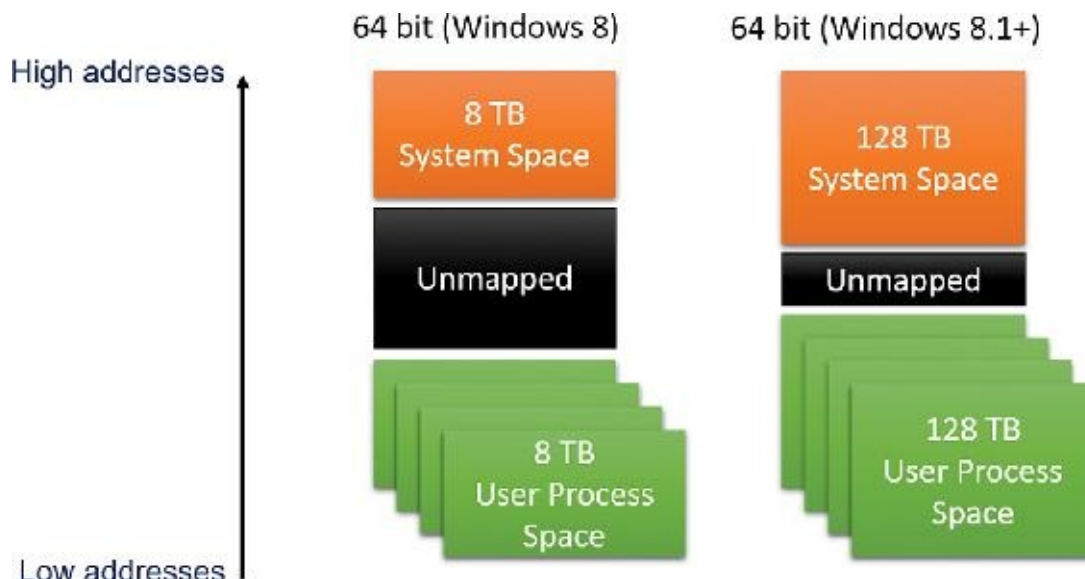 64 bit (Windows 8)
64 bit (Windows 8.1+)
High addresses
8 TB
System Space
128 TB
System Space
Unmapped
Unmapped
8 TB
User Process
Space
128 TB
User Process
Space
Low addresses